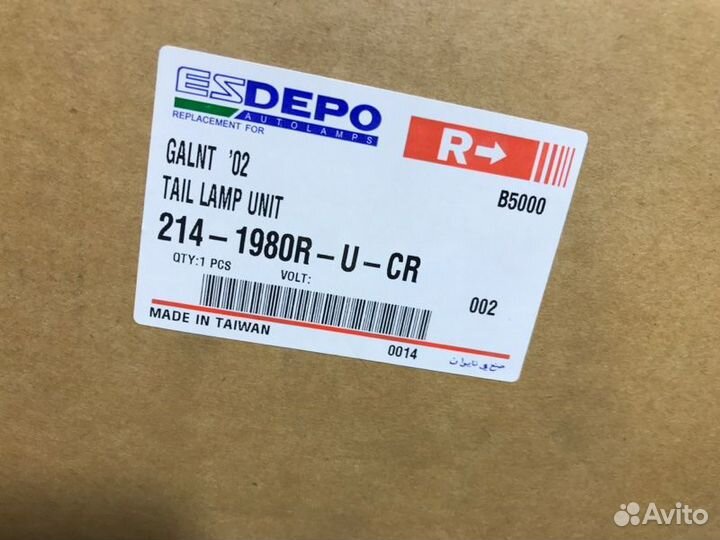 ESDEPO
AUTOLAMPS
REPLACEMENT FOR
R→
GALNT '02
TAIL LAMP UNIT
B5000
214-1980R-U-CR
QTY:1 PCS VOLT:
002
MADE IN TAIWAN
0014
صنع في تايوان
Avito